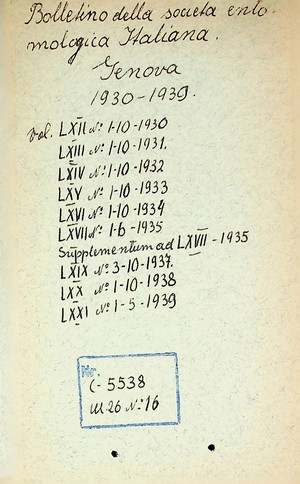 Bolletino della societa ento-
mologica Italiana.
Genova
1930-1939.
vol. LXII № 1-10-1930
LXIII № 1-10-1931.
LXIV № 1-10-1932
LXV № 1-10-1933
LXVI № 1-10-1934
LXVII № 1-6-1935
Supplementum ad LXVII-1935
LXIX № 3-10-1937.
LXX № 1-10-1938
LXXI № 1-5-1939
Nr.
C-5538
Ш.26 №16